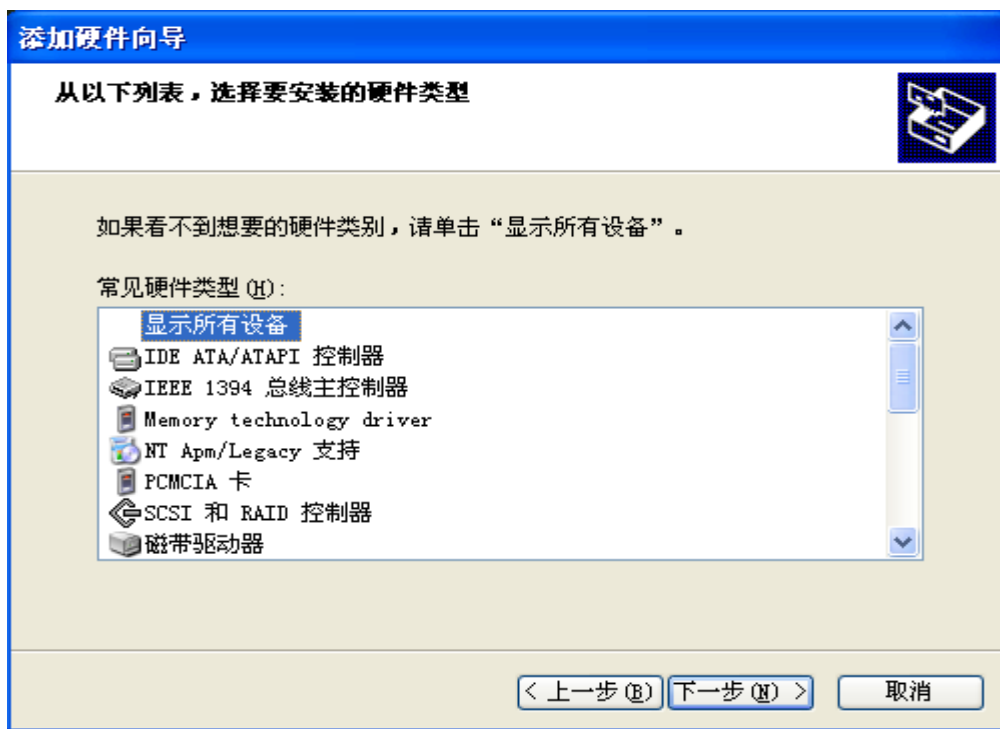 添加硬件向导
从以下列表，选择要安装的硬件类型
如果看不到想要的硬件类别，请单击“显示所有设备”。
常见硬件类型(H):
显示所有设备
IDE ATA/ATAPI 控制器
IEEE 1394 总线主控制器
Memory technology driver
NT Apm/Legacy 支持
PCMCIA 卡
SCSI 和 RAID 控制器
磁带驱动器
< 上一步(B) 下一步(N) > 取消